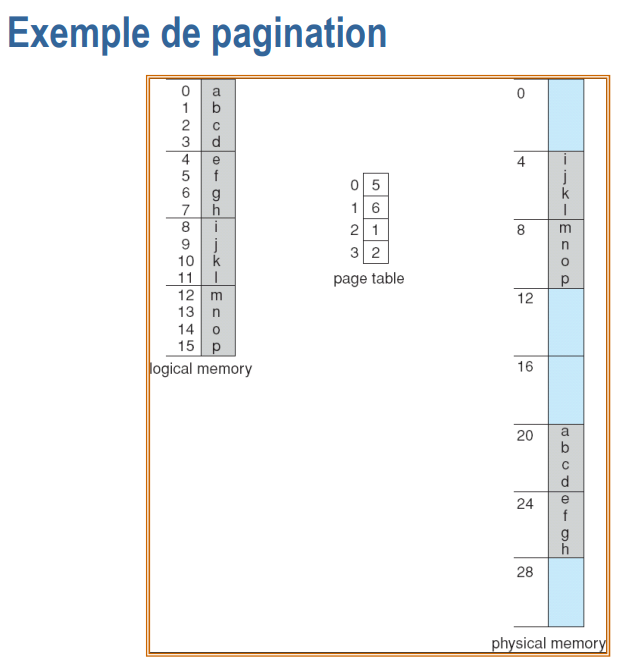 Exemple de pagination
0 a
1 b
2 c
3 d
4 e
5 f
6 g
7 h
8 i
9 j
10 k
11 l
12 m
13 n
14 o
15 p
logical memory
0 5
1 6
2 1
3 2
page table
0
4 i
j
k
l
8 m
n
o
p
12
16
20 a
b
c
d
24 e
f
g
h
28
physical memory